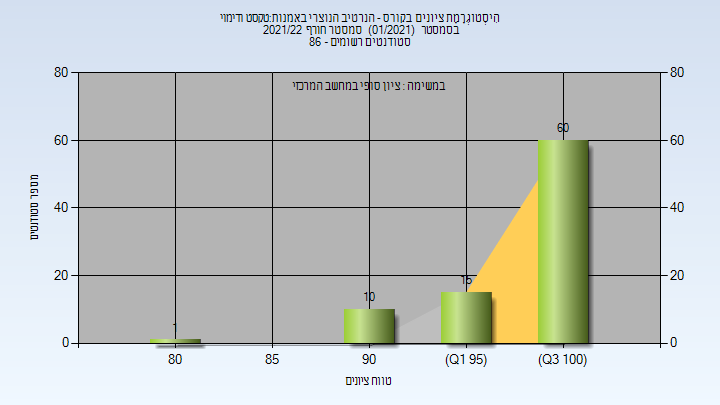 היסטוגרמת ציונים בקורס - הנרטיב הנוצרי באמנות:טקסט ודימוי
בסמסטר (01/2021) סמסטר חורף 2021/22
סטודנטים רשומים - 86
במשימה : ציון סופי במחשב המרכזי
80 80
60 60
40 40
20 20
0 0
60
15
10
1
מספר סטודנטים
80 85 90 (Q1 95) (Q3 100)
טווח ציונים